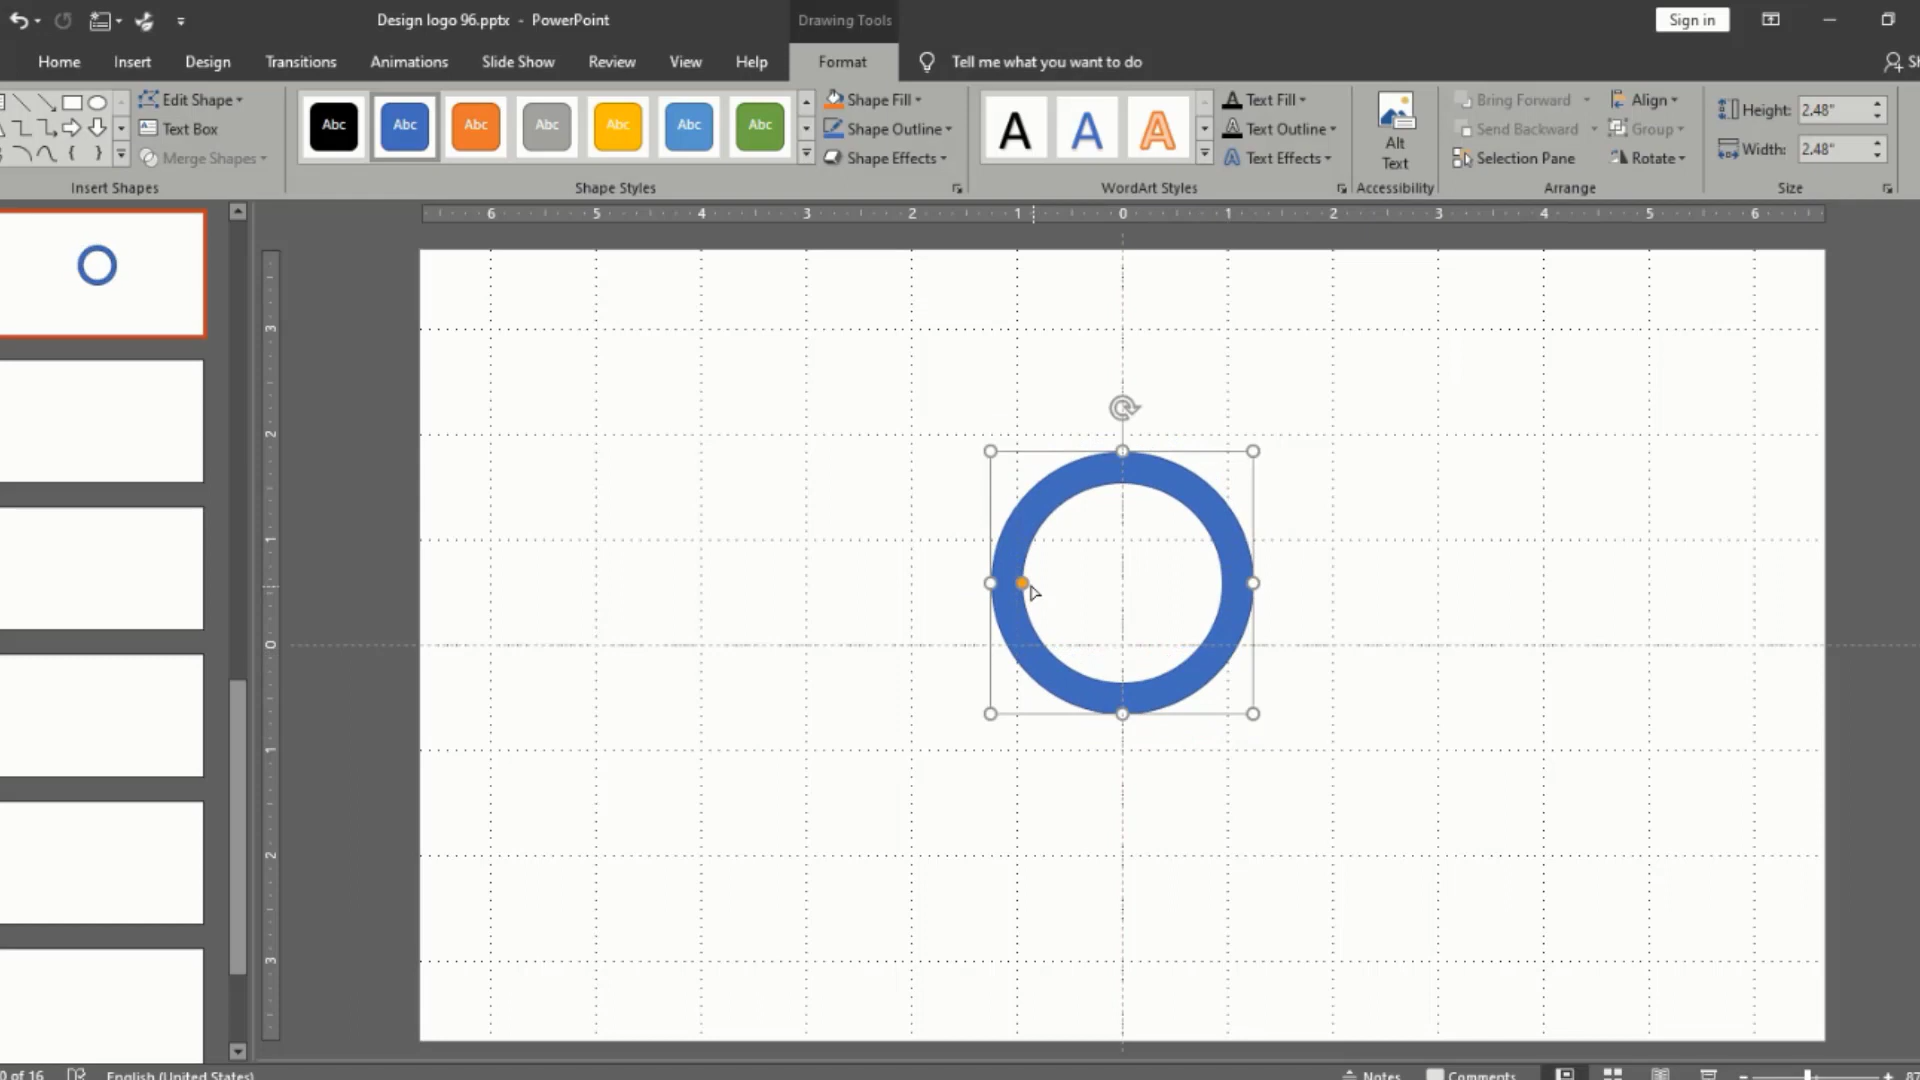 Design logo 96.pptx - PowerPoint
Drawing Tools
Sign in
Home Insert Design Transitions Animations Slide Show Review View Help Format Tell me what you want to do
Edit Shape
Text Box
Merge Shapes
Insert Shapes
Abc Abc Abc Abc Abc Abc Abc
Shape Fill
Shape Outline
Shape Effects
Shape Styles
A A A
Text Fill
Text Outline
Text Effects
WordArt Styles
Alt
Text
Accessibility
Bring Forward
Send Backward
Selection Pane
Align
Group
Rotate
Arrange
Height: 2.48"
Width: 2.48"
Size
6 5 4 3 2 1 0 1 2 3 4 5 6
3
2
1
0
1
2
3
of 16 English (United States) Notes Comments